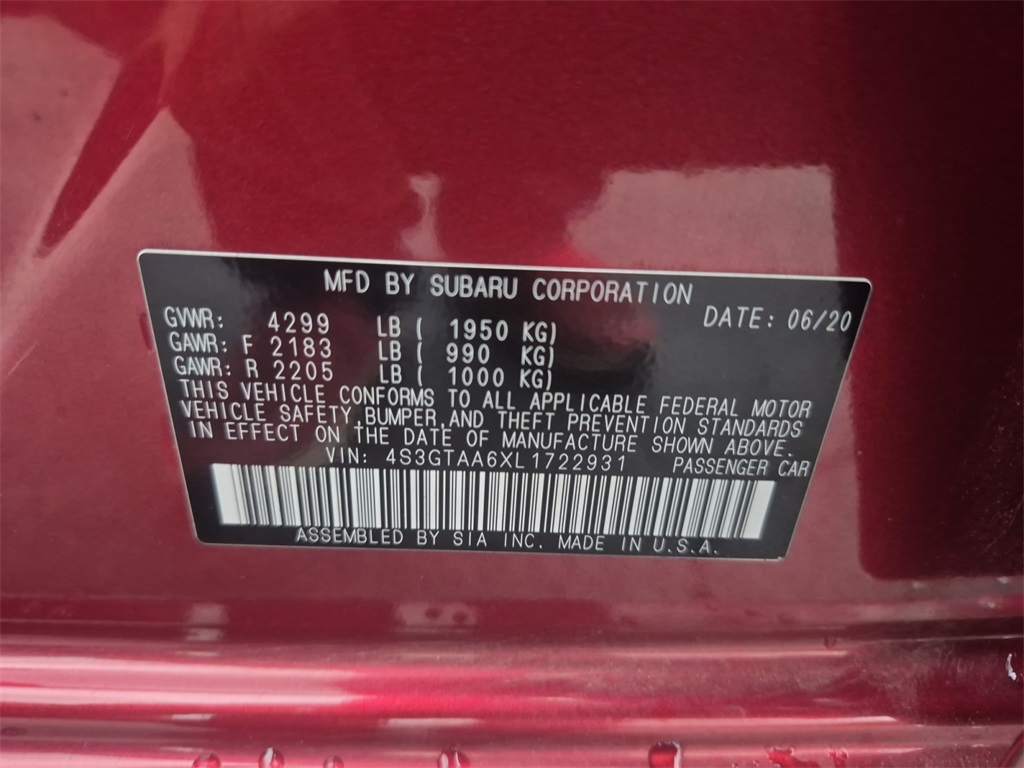 MFD BY SUBARU CORPORATION
GVWR: 4299 LB ( 1950 KG) DATE: 06/20
GAWR: F 2183 LB ( 990 KG)
GAWR: R 2205 LB ( 1000 KG)
THIS VEHICLE CONFORMS TO ALL APPLICABLE FEDERAL MOTOR
VEHICLE SAFETY,BUMPER,AND THEFT PREVENTION STANDARDS
IN EFFECT ON THE DATE OF MANUFACTURE SHOWN ABOVE.
VIN: 4S3GTAA6XL1722931 PASSENGER CAR
ASSEMBLED BY SIA INC. MADE IN U.S.A.